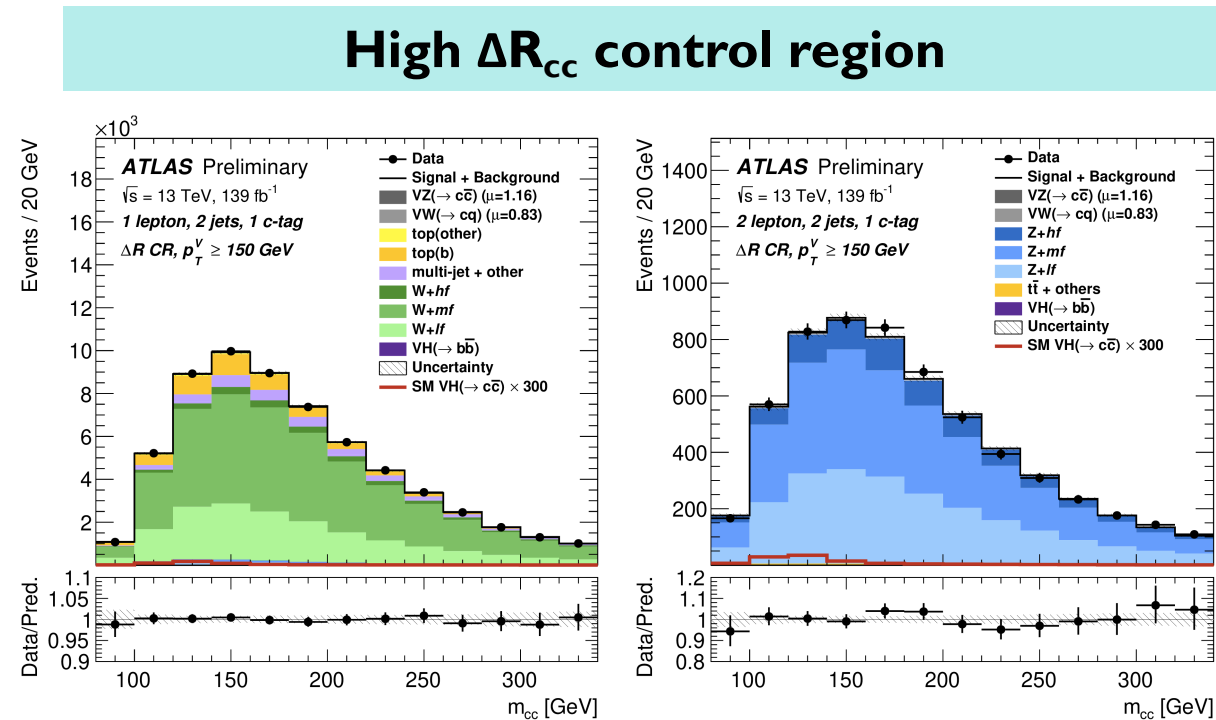 High ΔR_cc control region
×10³
Events / 20 GeV
18
16
14
12
10
8
6
4
2
ATLAS Preliminary
√s = 13 TeV, 139 fb⁻¹
1 lepton, 2 jets, 1 c-tag
ΔR CR, p_T^V ≥ 150 GeV
Data
Signal + Background
VZ(→ cc̅) (μ=1.16)
VW(→ cq) (μ=0.83)
top(other)
top(b)
multi-jet + other
W+hf
W+mf
W+lf
VH(→ bb̅)
Uncertainty
SM VH(→ cc̅) × 300
Data/Pred.
1.1
1.05
1
0.95
0.9
100 150 200 250 300
m_cc [GeV]
Events / 20 GeV
1400
1200
1000
800
600
400
200
ATLAS Preliminary
√s = 13 TeV, 139 fb⁻¹
2 lepton, 2 jets, 1 c-tag
ΔR CR, p_T^V ≥ 150 GeV
Data
Signal + Background
VZ(→ cc̅) (μ=1.16)
VW(→ cq) (μ=0.83)
Z+hf
Z+mf
Z+lf
tt̅ + others
VH(→ bb̅)
Uncertainty
SM VH(→ cc̅) × 300
Data/Pred.
1.2
1.1
1
0.9
0.8
100 150 200 250 300
m_cc [GeV]